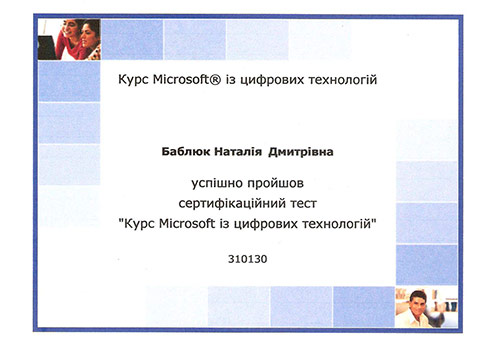 Курс Microsoft® із цифрових технологій
Баблюк Наталія Дмитрівна
успішно пройшов
сертифікаційний тест
"Курс Microsoft із цифрових технологій"
310130